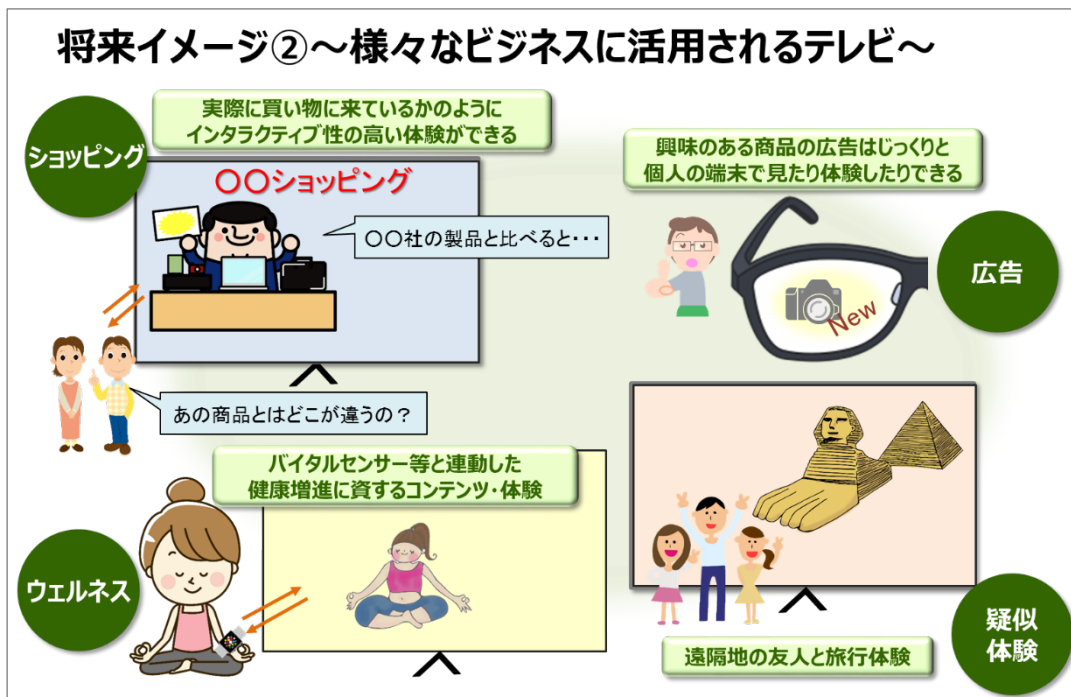 将来イメージ②～様々なビジネスに活用されるテレビ～
ショッピング
実際に買い物に来ているかのように
インタラクティブ性の高い体験ができる
〇〇ショッピング
〇〇社の製品と比べると・・・
あの商品とはどこが違うの？
興味のある商品の広告はじっくりと
個人の端末で見たり体験したりできる
広告
New
バイタルセンサー等と連動した
健康増進に資するコンテンツ・体験
ウェルネス
遠隔地の友人と旅行体験
疑似
体験